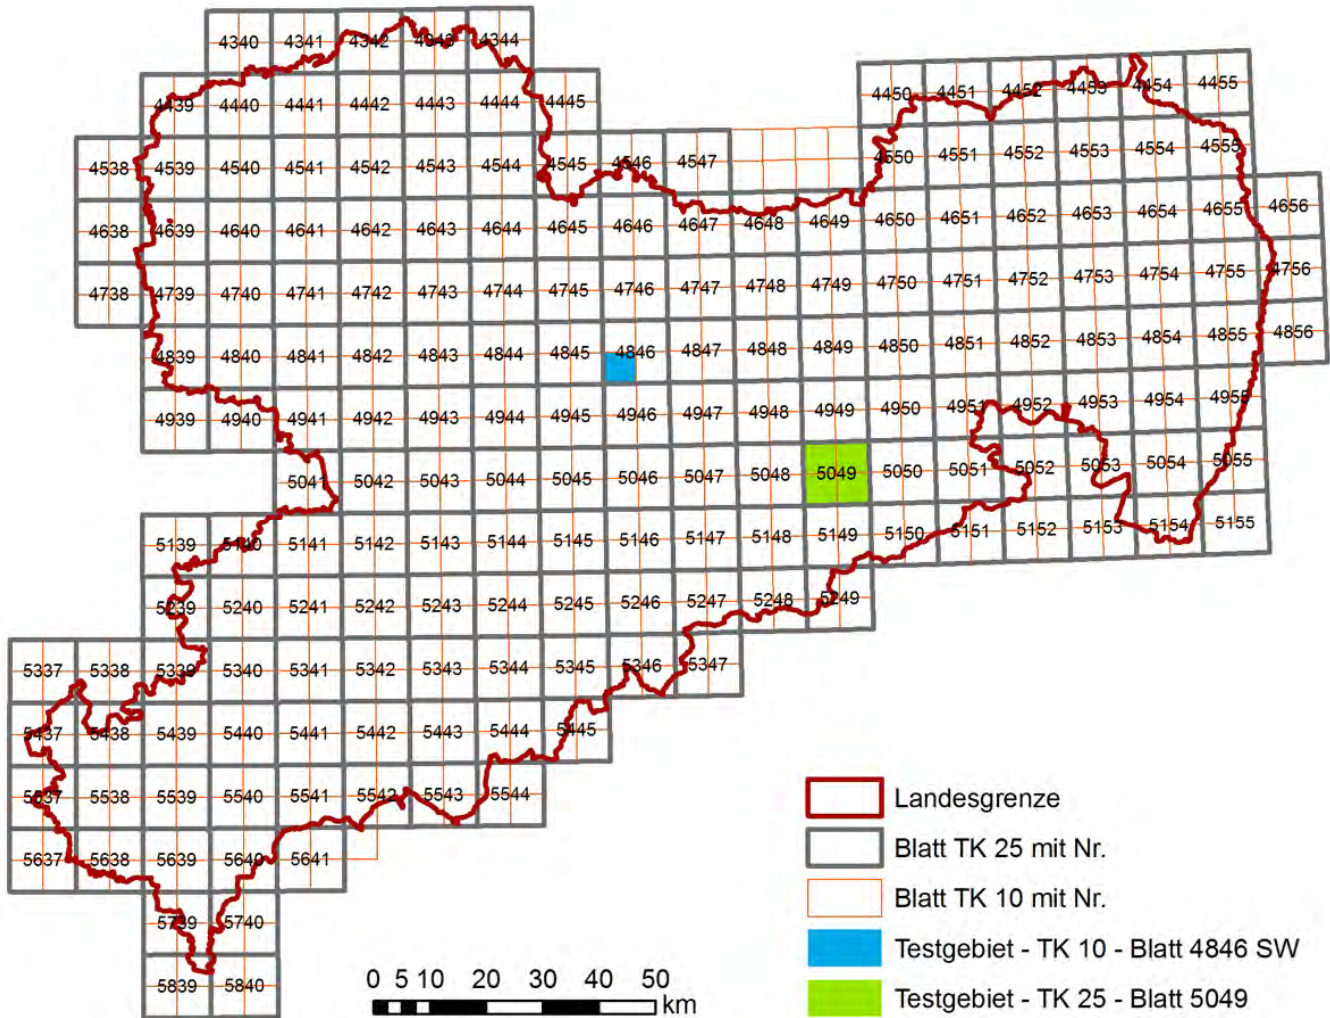 4340 4341 4342 4343 4344
4450 4451 4452 4453 4454 4455
4439 4440 4441 4442 4443 4444 4445
4538 4539 4540 4541 4542 4543 4544 4545 4546 4547 4550 4551 4552 4553 4554 4555
4638 4639 4640 4641 4642 4643 4644 4645 4646 4647 4648 4649 4650 4651 4652 4653 4654 4655 4656
4738 4739 4740 4741 4742 4743 4744 4745 4746 4747 4748 4749 4750 4751 4752 4753 4754 4755 4756
4839 4840 4841 4842 4843 4844 4845 4846 4847 4848 4849 4850 4851 4852 4853 4854 4855 4856
4939 4940 4941 4942 4943 4944 4945 4946 4947 4948 4949 4950 4951 4952 4953 4954 4955
5041 5042 5043 5044 5045 5046 5047 5048 5049 5050 5051 5052 5053 5054 5055
5139 5140 5141 5142 5143 5144 5145 5146 5147 5148 5149 5150 5151 5152 5153 5154 5155
5239 5240 5241 5242 5243 5244 5245 5246 5247 5248 5249
5337 5338 5339 5340 5341 5342 5343 5344 5345 5346 5347
5437 5438 5439 5440 5441 5442 5443 5444 5445
5537 5538 5539 5540 5541 5542 5543 5544
5637 5638 5639 5640 5641
5739 5740
5839 5840
0 5 10 20 30 40 50
km
Landesgrenze
Blatt TK 25 mit Nr.
Blatt TK 10 mit Nr.
Testgebiet - TK 10 - Blatt 4846 SW
Testgebiet - TK 25 - Blatt 5049